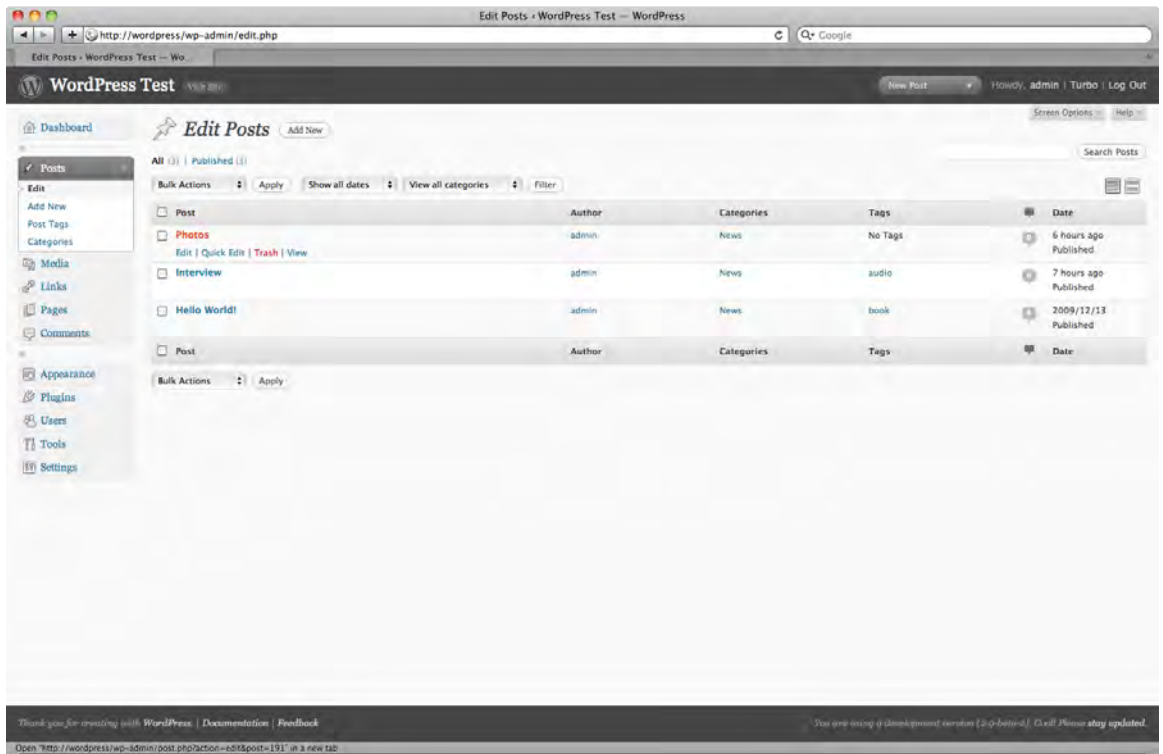 Edit Posts ‹ WordPress Test — WordPress
http://wordpress/wp-admin/edit.php
Google
Edit Posts ‹ WordPress Test — Wo...
WordPress Test
New Post
Howdy, admin | Turbo | Log Out
Screen Options
Help
Dashboard
Posts
Edit
Add New
Post Tags
Categories
Media
Links
Pages
Comments
Appearance
Plugins
Users
Tools
Settings
Edit Posts
Add New
All (3) | Published (3)
Search Posts
Bulk Actions
Apply
Show all dates
View all categories
Filter
Post Author Categories Tags Date
Photos admin News No Tags 6 hours ago
Edit | Quick Edit | Trash | View Published
Interview admin News audio 7 hours ago
Published
Hello World! admin News book 2009/12/13
Published
Post Author Categories Tags Date
Bulk Actions
Apply
Thank you for creating with WordPress. | Documentation | Feedback
You are using a development version Cool! Please stay updated.
Open "http://wordpress/wp-admin/post.php?action=edit&post=191" in a new tab